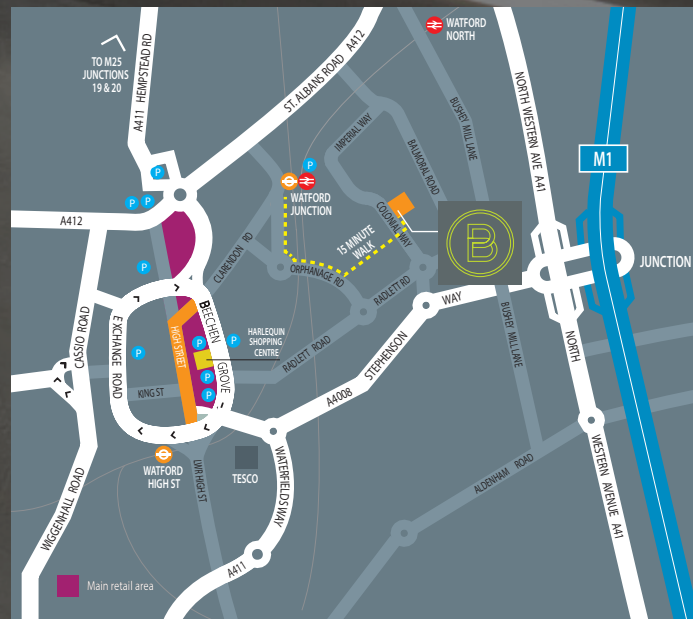 WATFORD
NORTH
TO M25
JUNCTIONS
19 & 20
A411 HEMPSTEAD RD
ST. ALBANS ROAD A412
NORTH WESTERN AVE A41
BUSHEY MILL LANE
IMPERIAL WAY
BALMORAL ROAD
M1
P
P
P P
WATFORD
JUNCTION
COLONIAL WAY
A412
15 MINUTE
WALK
B
CLARENDON RD
ORPHANAGE RD
JUNCTION
P
RADLETT RD
WAY
BEECHEN
GROVE
CASSIO ROAD
EXCHANGE ROAD
HIGH STREET
HARLEQUIN
SHOPPING
CENTRE
P
P
P
P
P
RADLETT ROAD
STEPHENSON
BUSHEY MILL LANE
NORTH
KING ST
A4008
WATFORD
HIGH ST
LWR HIGH ST
TESCO
WATERFIELDS WAY
WIGGENHALL ROAD
ALDENHAM ROAD
WESTERN AVENUE A41
A411
Main retail area